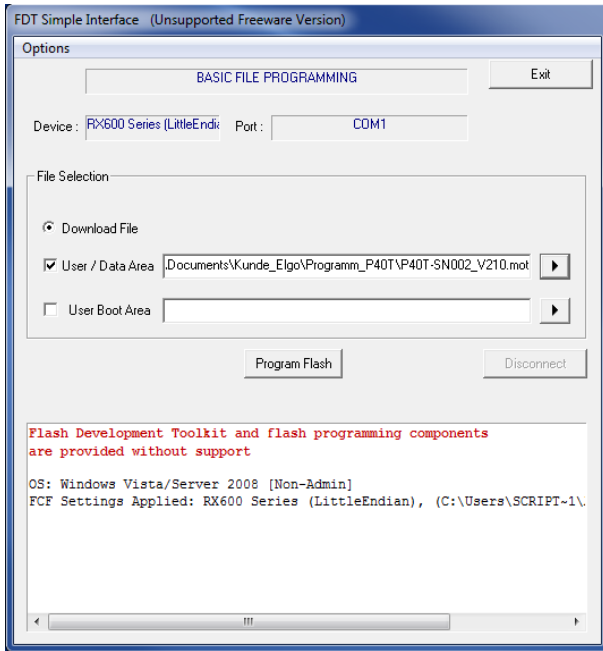 FDT Simple Interface (Unsupported Freeware Version)
Options
BASIC FILE PROGRAMMING
Exit
Device : RX600 Series (LittleEndia Port : COM1
File Selection
Download File
User / Data Area .Documents\Kunde_Elgo\Programm_P40T\P40T-SN002_V210.mot
User Boot Area
Program Flash
Disconnect
Flash Development Toolkit and flash programming components
are provided without support
OS: Windows Vista/Server 2008 [Non-Admin]
FCF Settings Applied: RX600 Series (LittleEndian), (C:\Users\SCRIPT~1\.